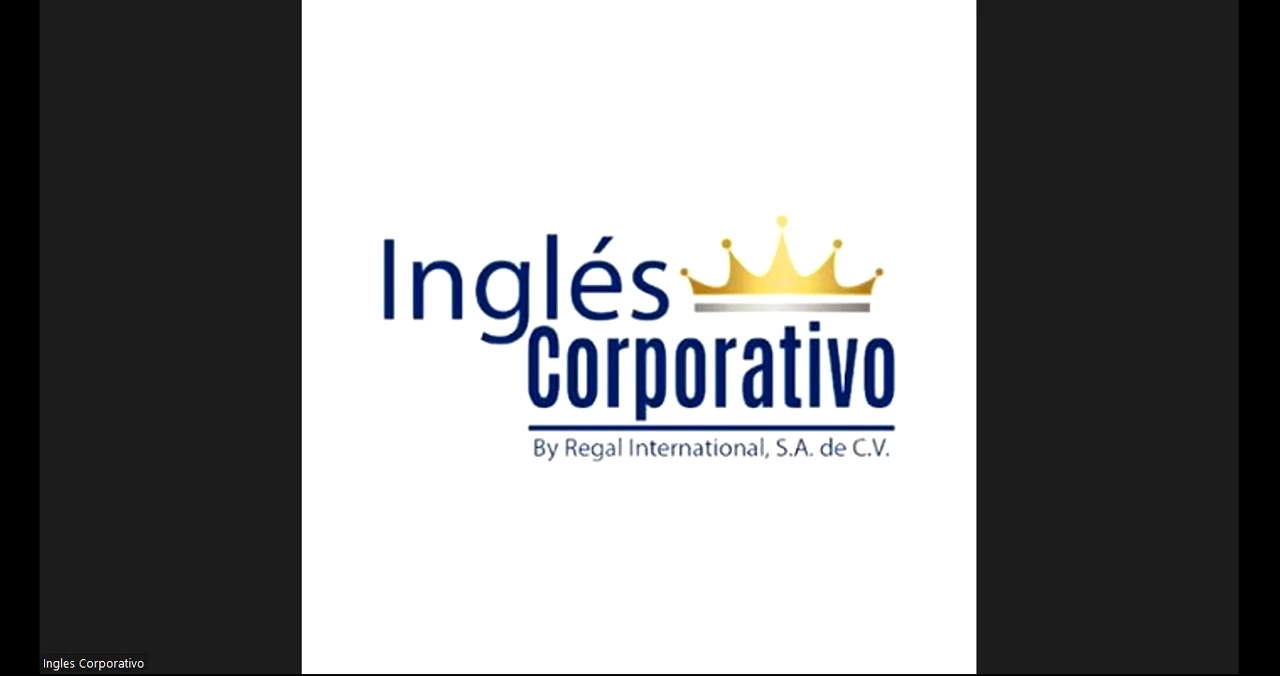 Inglés
Corporativo
By Regal International, S.A. de C.V.
Ingles Corporativo